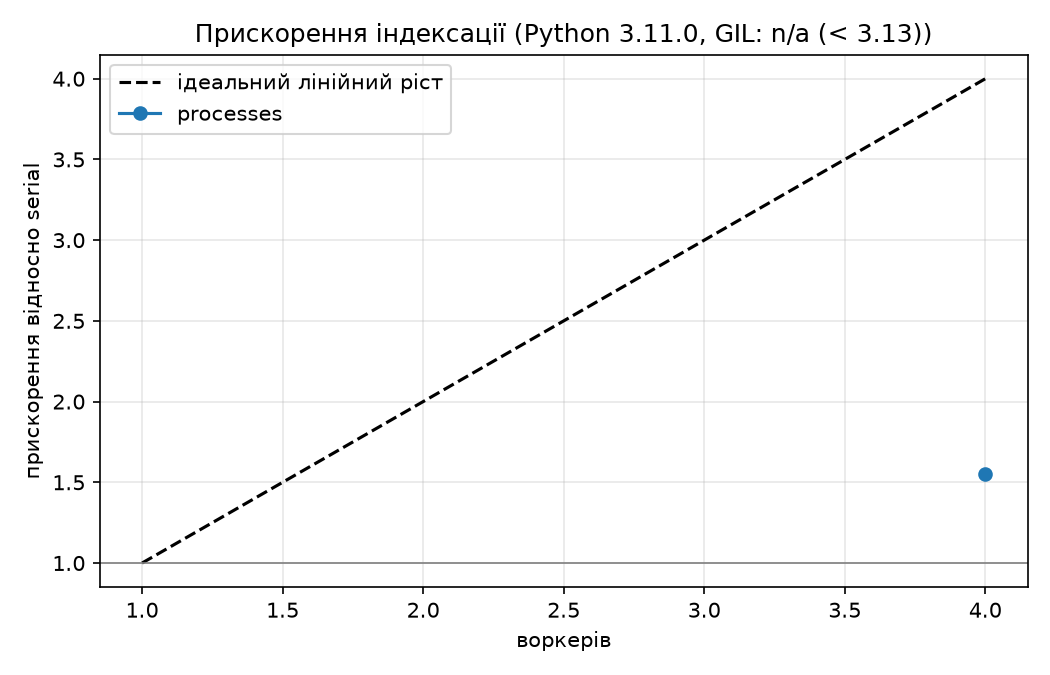 Прискорення індексації (Python 3.11.0, GIL: n/a (< 3.13))
ідеальний лінійний ріст
processes
прискорення відносно serial
4.0
3.5
3.0
2.5
2.0
1.5
1.0
1.0 1.5 2.0 2.5 3.0 3.5 4.0
воркерів